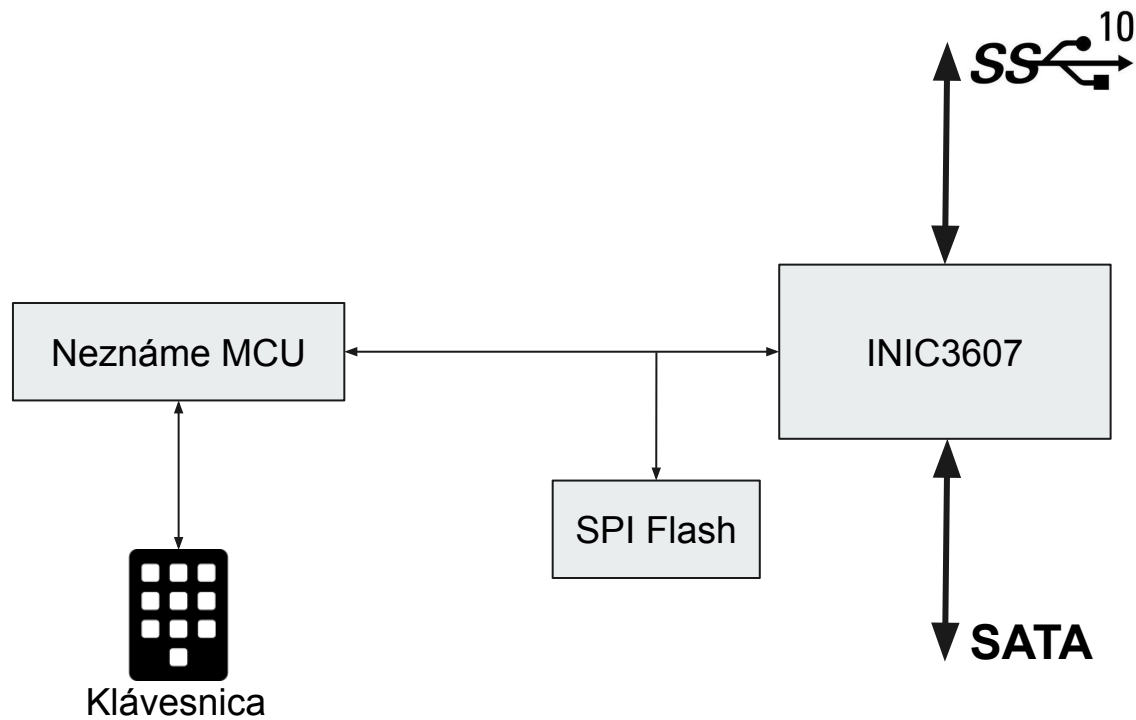 SS 10
Neznáme MCU
INIC3607
SPI Flash
SATA
Klávesnica